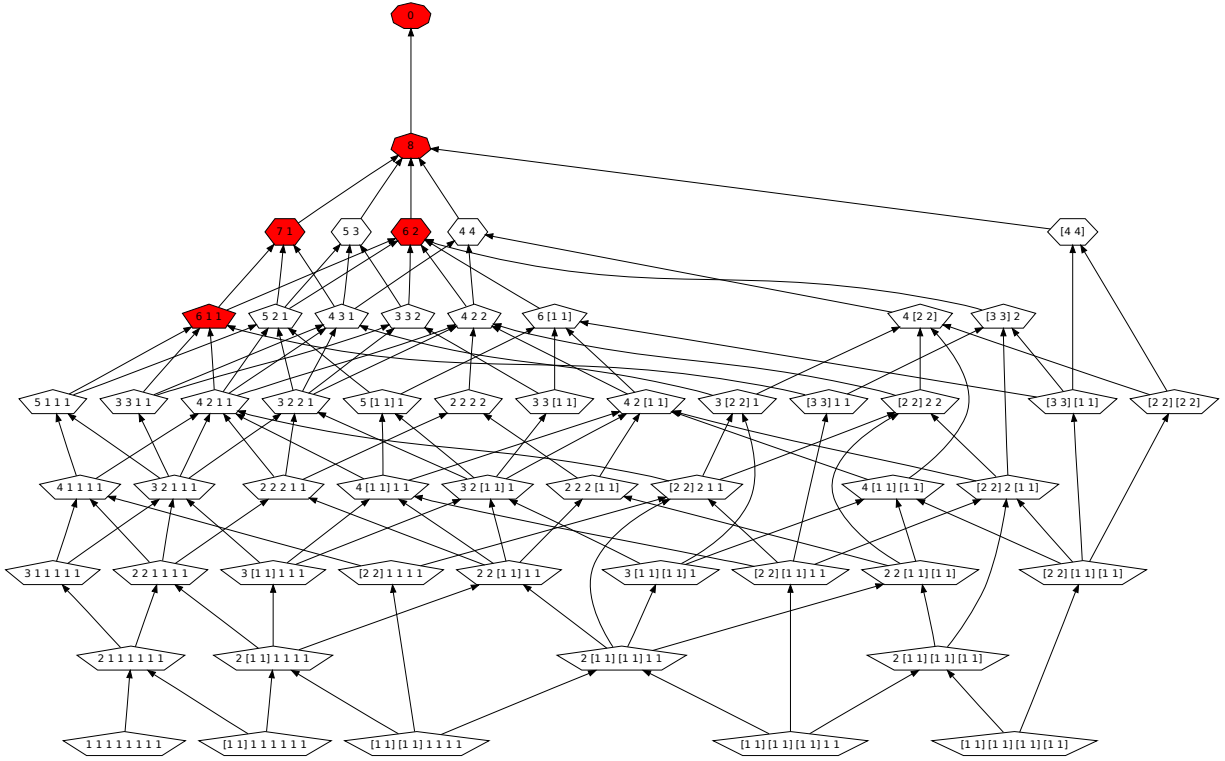 0
8
7 1
5 3
6 2
4 4
[4 4]
6 1 1
5 2 1
4 3 1
3 3 2
4 2 2
6 [1 1]
4 [2 2]
[3 3] 2
5 1 1 1
3 3 1 1
4 2 1 1
3 2 2 1
5 [1 1] 1
2 2 2 2
3 3 [1 1]
4 2 [1 1]
3 [2 2] 1
[3 3] 1 1
[2 2] 2 2
[3 3] [1 1]
[2 2] [2 2]
4 1 1 1 1
3 2 1 1 1
2 2 2 1 1
4 [1 1] 1 1
3 2 [1 1] 1
2 2 2 [1 1]
[2 2] 2 1 1
4 [1 1] [1 1]
[2 2] 2 [1 1]
3 1 1 1 1 1
2 2 1 1 1 1
3 [1 1] 1 1 1
[2 2] 1 1 1 1
2 2 [1 1] 1 1
3 [1 1] [1 1] 1
[2 2] [1 1] 1 1
2 2 [1 1] [1 1]
[2 2] [1 1] [1 1]
2 1 1 1 1 1 1
2 [1 1] 1 1 1 1
2 [1 1] [1 1] 1 1
2 [1 1] [1 1] [1 1]
1 1 1 1 1 1 1 1
[1 1] 1 1 1 1 1 1
[1 1] [1 1] 1 1 1 1
[1 1] [1 1] [1 1] 1 1
[1 1] [1 1] [1 1] [1 1]